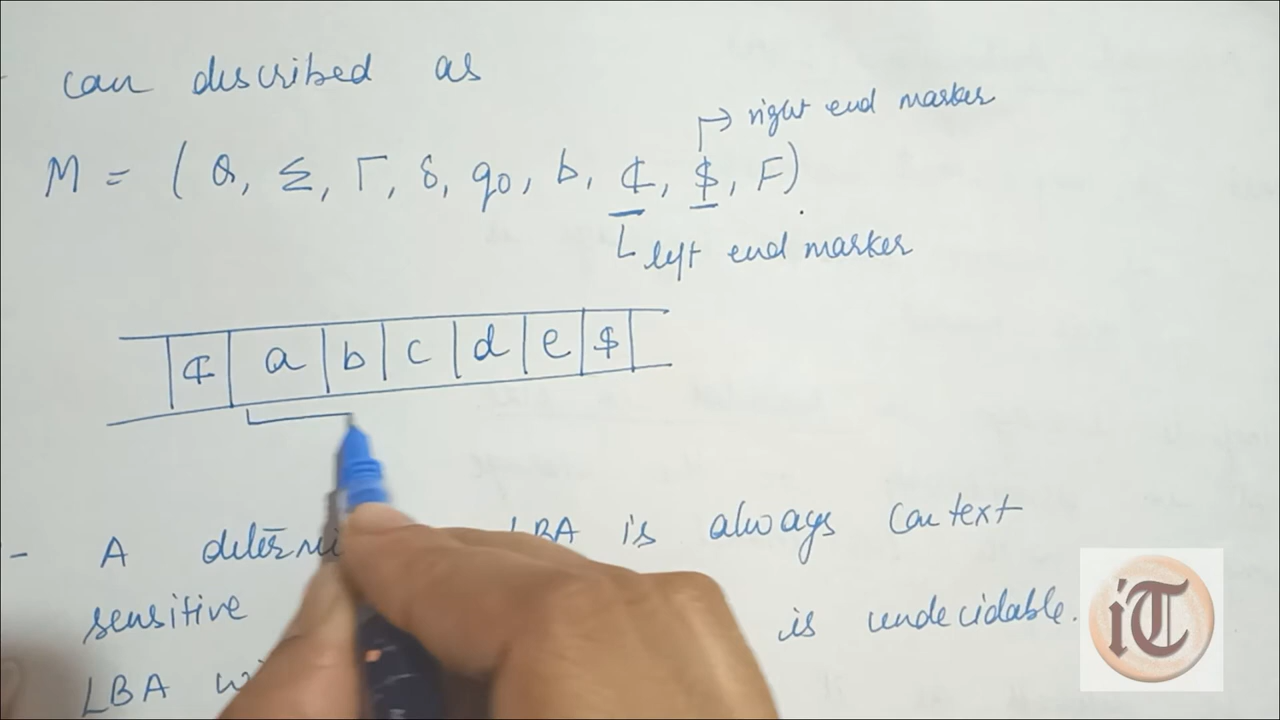 can described as
right end marker
M = ( Q, Σ, Γ, δ, q0, b, ¢, $, F)
left end marker
¢ a b c d e $
- A LBA is always context
sensitive is undecidable.
LBA
iT